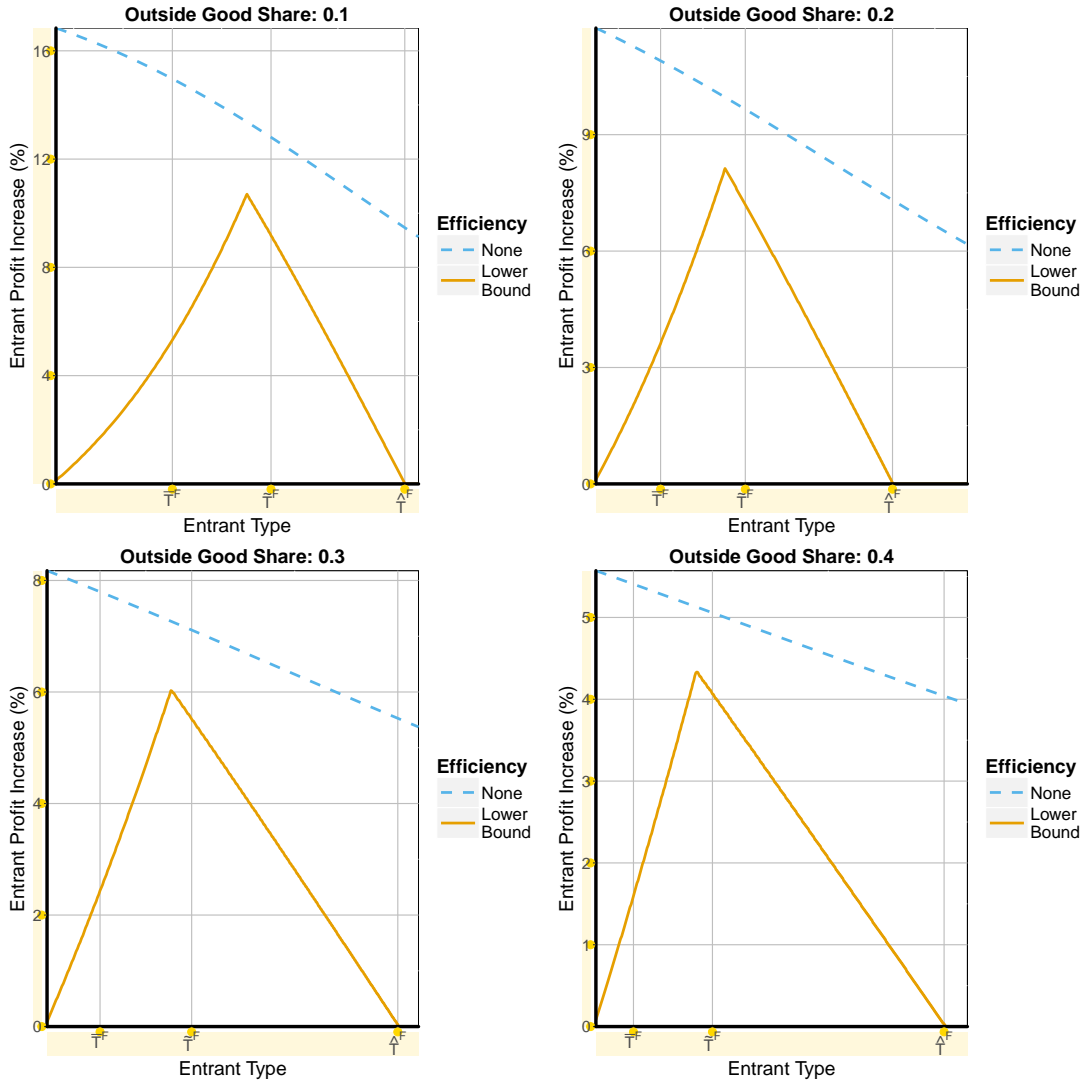 Outside Good Share: 0.1
Entrant Profit Increase (%)
16
12
8
4
0
T̿ᶠ T̃ᶠ T̂ᶠ
Entrant Type
Efficiency
None
Lower
Bound
Outside Good Share: 0.2
Entrant Profit Increase (%)
9
6
3
0
T̿ᶠ T̃ᶠ T̂ᶠ
Entrant Type
Efficiency
None
Lower
Bound
Outside Good Share: 0.3
Entrant Profit Increase (%)
8
6
4
2
0
T̿ᶠ T̃ᶠ T̂ᶠ
Entrant Type
Efficiency
None
Lower
Bound
Outside Good Share: 0.4
Entrant Profit Increase (%)
5
4
3
2
1
0
T̿ᶠ T̃ᶠ T̂ᶠ
Entrant Type
Efficiency
None
Lower
Bound